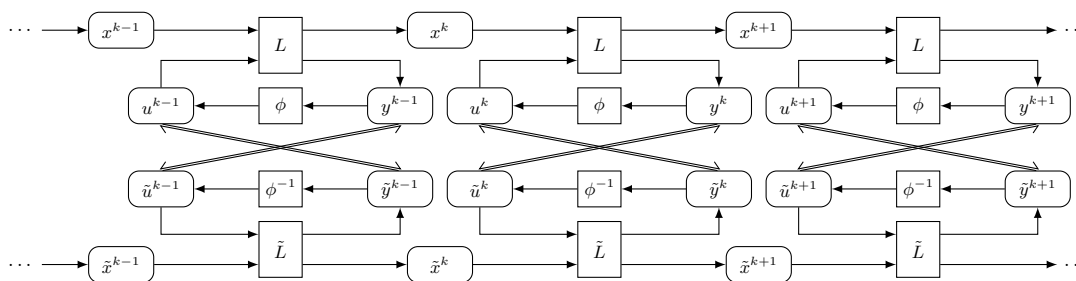 ⋯ x^{k−1} L x^k L x^{k+1} L ⋯
u^{k−1} ϕ y^{k−1} u^k ϕ y^k u^{k+1} ϕ y^{k+1}
ũ^{k−1} ϕ^{−1} ỹ^{k−1} ũ^k ϕ^{−1} ỹ^k ũ^{k+1} ϕ^{−1} ỹ^{k+1}
⋯ x̃^{k−1} L̃ x̃^k L̃ x̃^{k+1} L̃ ⋯